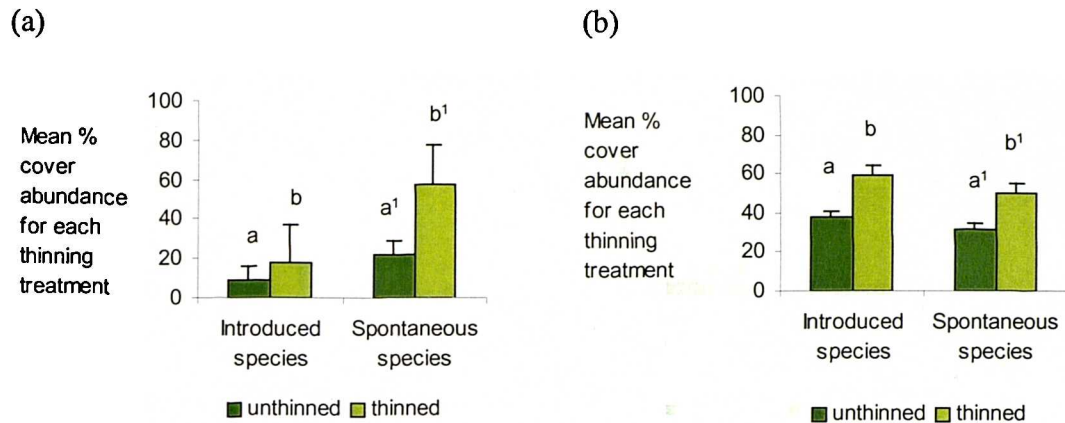 (a)
Mean %
cover
abundance
for each
thinning
treatment
100
80
60
40
20
0
a
b
a¹
b¹
Introduced
species
Spontaneous
species
unthinned
thinned
(b)
Mean %
cover
abundance
for each
thinning
treatment
100
80
60
40
20
0
a
b
a¹
b¹
Introduced
species
Spontaneous
species
unthinned
thinned